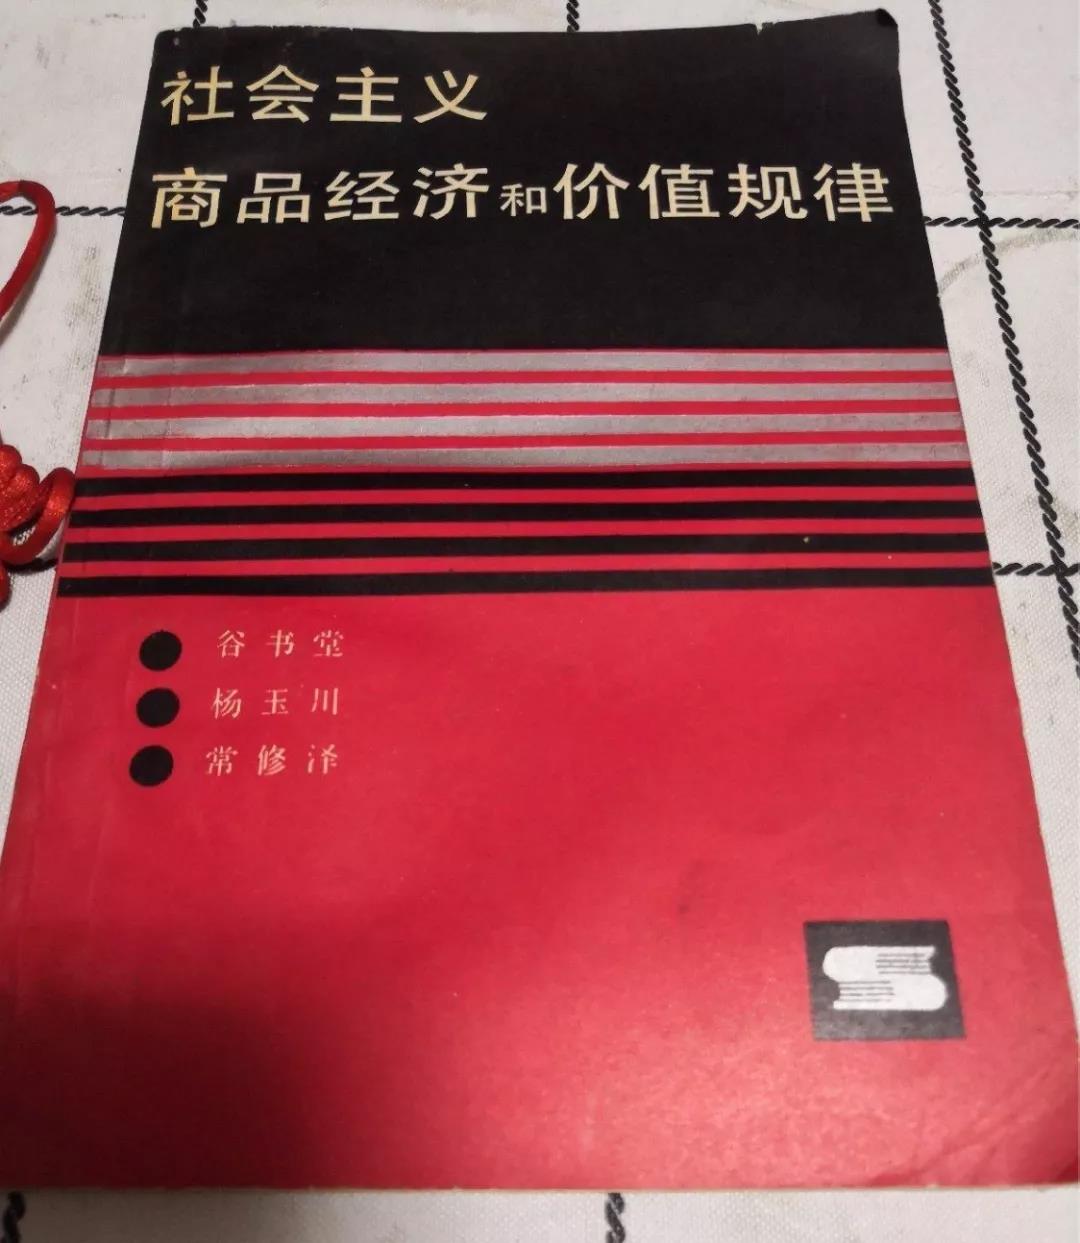 社会主义
商品经济和价值规律
谷书堂
杨玉川
常修泽